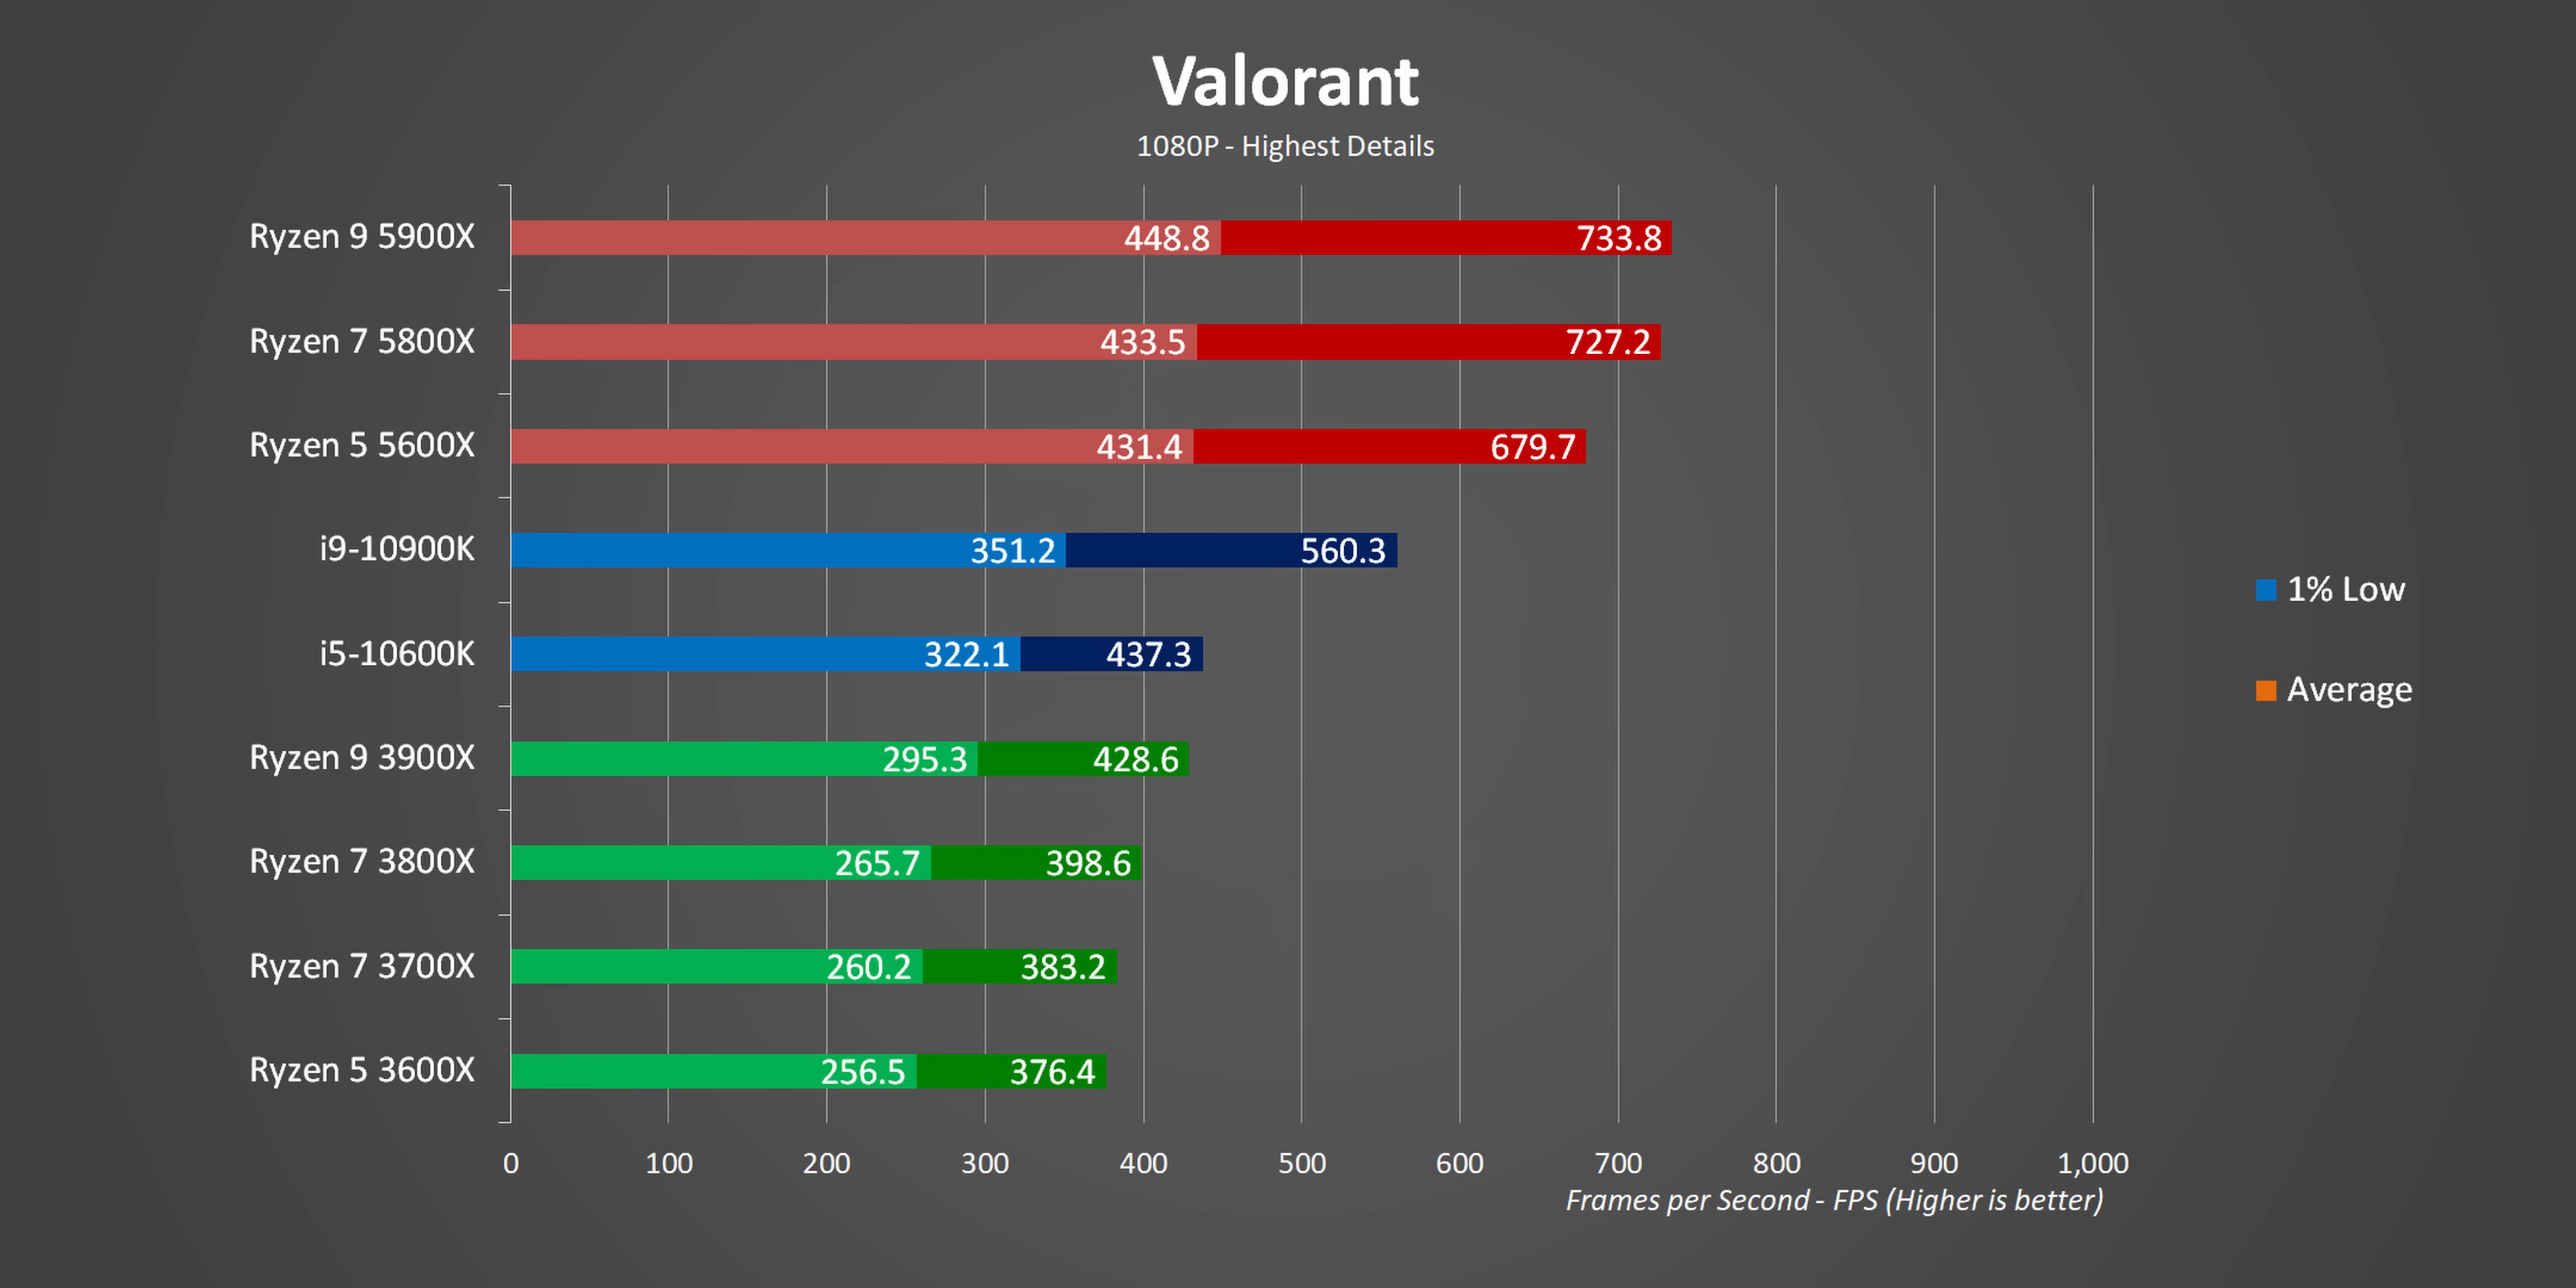 Valorant
1080P - Highest Details
Ryzen 9 5900X 448.8 733.8
Ryzen 7 5800X 433.5 727.2
Ryzen 5 5600X 431.4 679.7
i9-10900K 351.2 560.3
1% Low
i5-10600K 322.1 437.3
Average
Ryzen 9 3900X 295.3 428.6
Ryzen 7 3800X 265.7 398.6
Ryzen 7 3700X 260.2 383.2
Ryzen 5 3600X 256.5 376.4
0 100 200 300 400 500 600 700 800 900 1,000
Frames per Second - FPS (Higher is better)